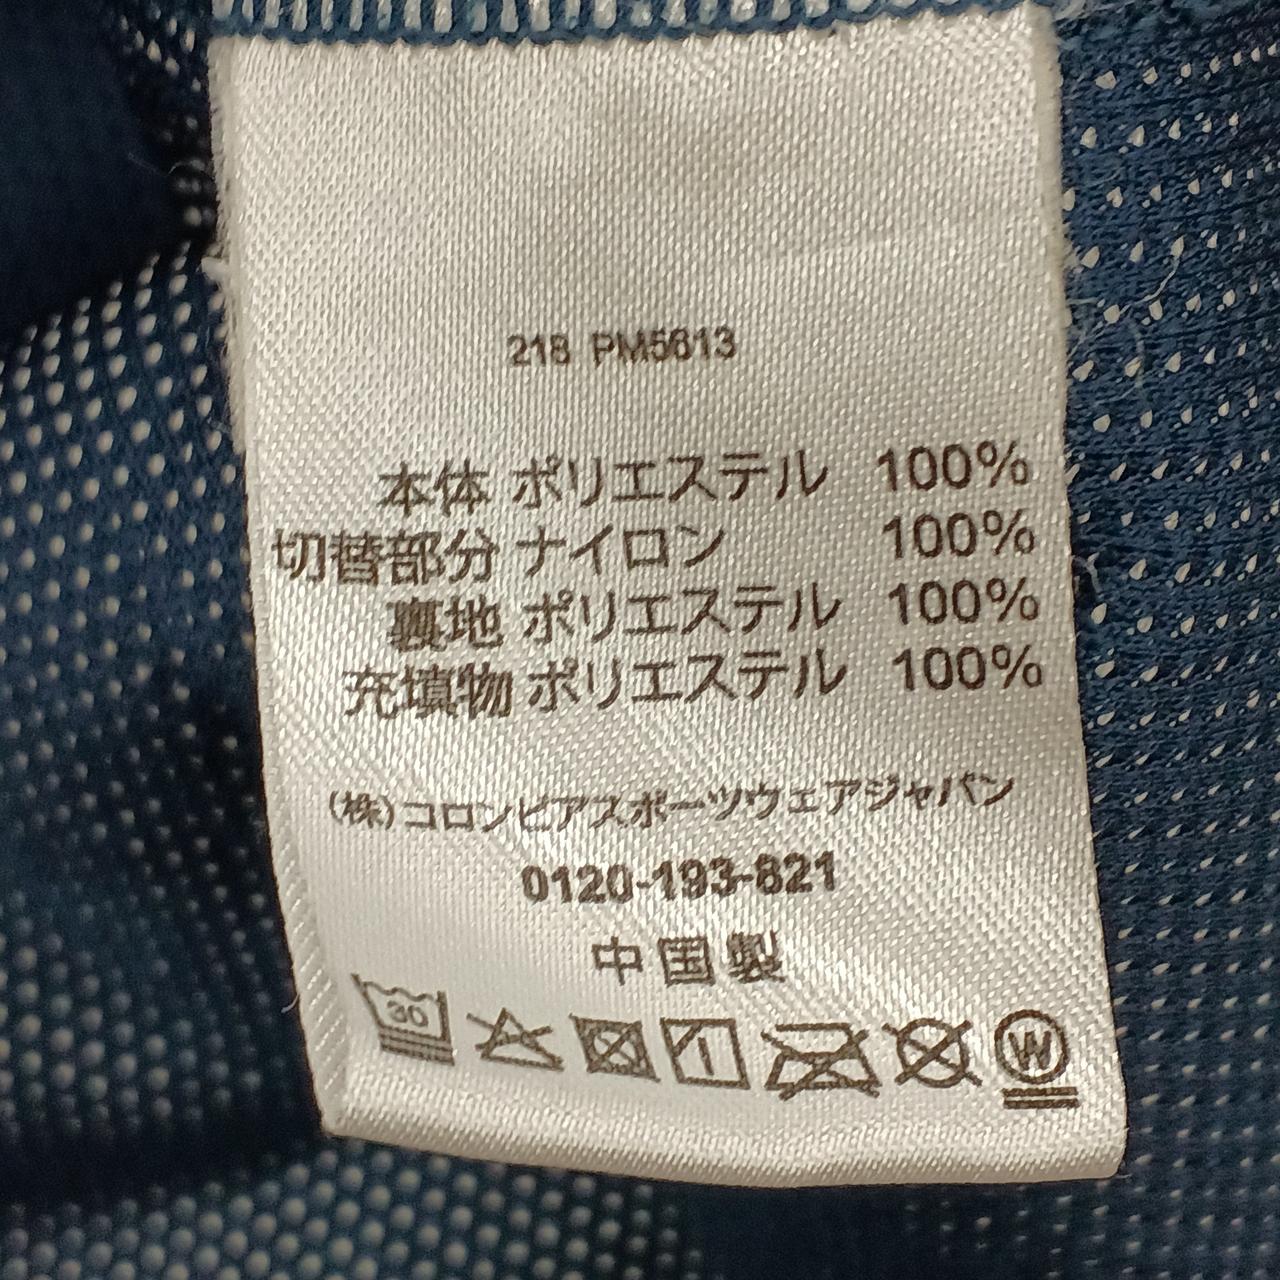 218 PM5613
本体 ポリエステル 100%
切替部分 ナイロン 100%
裏地 ポリエステル 100%
充填物 ポリエステル 100%
(株)コロンビアスポーツウェアジャパン
0120-193-821
中国製
30
W